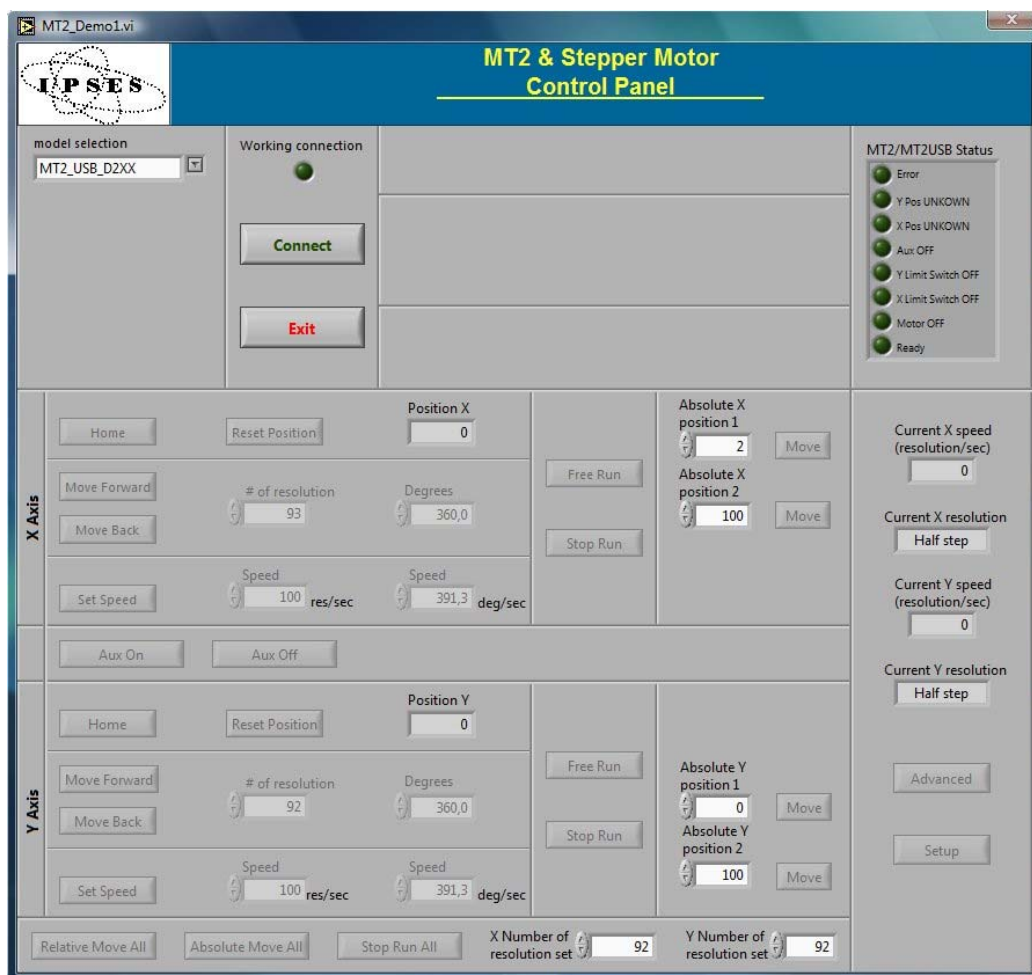 MT2_Demo1.vi
IPSES
MT2 & Stepper Motor
Control Panel
model selection
MT2_USB_D2XX
Working connection
Connect
Exit
MT2/MT2USB Status
Error
Y Pos UNKOWN
X Pos UNKOWN
Aux OFF
Y Limit Switch OFF
X Limit Switch OFF
Motor OFF
Ready
X Axis
Home
Reset Position
Position X
0
Move Forward
Move Back
# of resolution
93
Degrees
360,0
Set Speed
Speed
100 res/sec
Speed
391,3 deg/sec
Free Run
Stop Run
Absolute X
position 1
2
Move
Absolute X
position 2
100
Move
Current X speed
(resolution/sec)
0
Current X resolution
Half step
Current Y speed
(resolution/sec)
0
Current Y resolution
Half step
Aux On
Aux Off
Y Axis
Home
Reset Position
Position Y
0
Move Forward
Move Back
# of resolution
92
Degrees
360,0
Set Speed
Speed
100 res/sec
Speed
391,3 deg/sec
Free Run
Stop Run
Absolute Y
position 1
0
Move
Absolute Y
position 2
100
Move
Advanced
Setup
Relative Move All
Absolute Move All
Stop Run All
X Number of
resolution set
92
Y Number of
resolution set
92